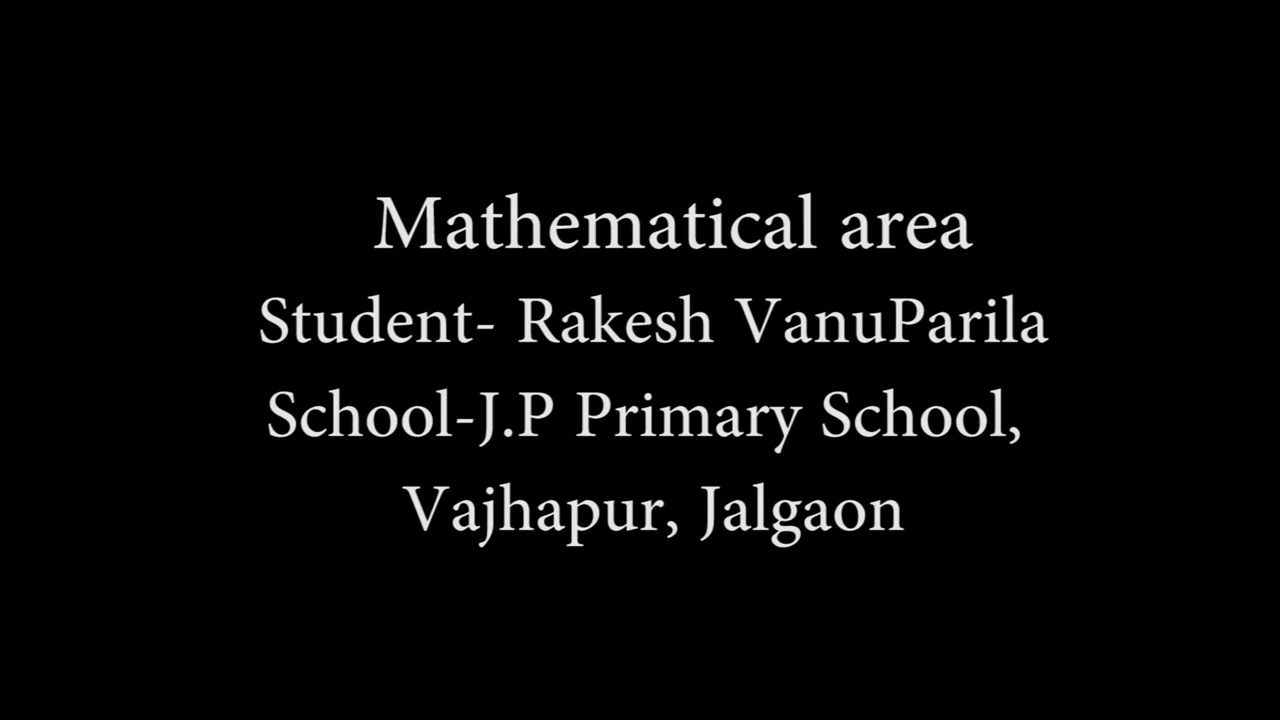 Mathematical area
Student- Rakesh VanuParila
School-J.P Primary School,
Vajhapur, Jalgaon